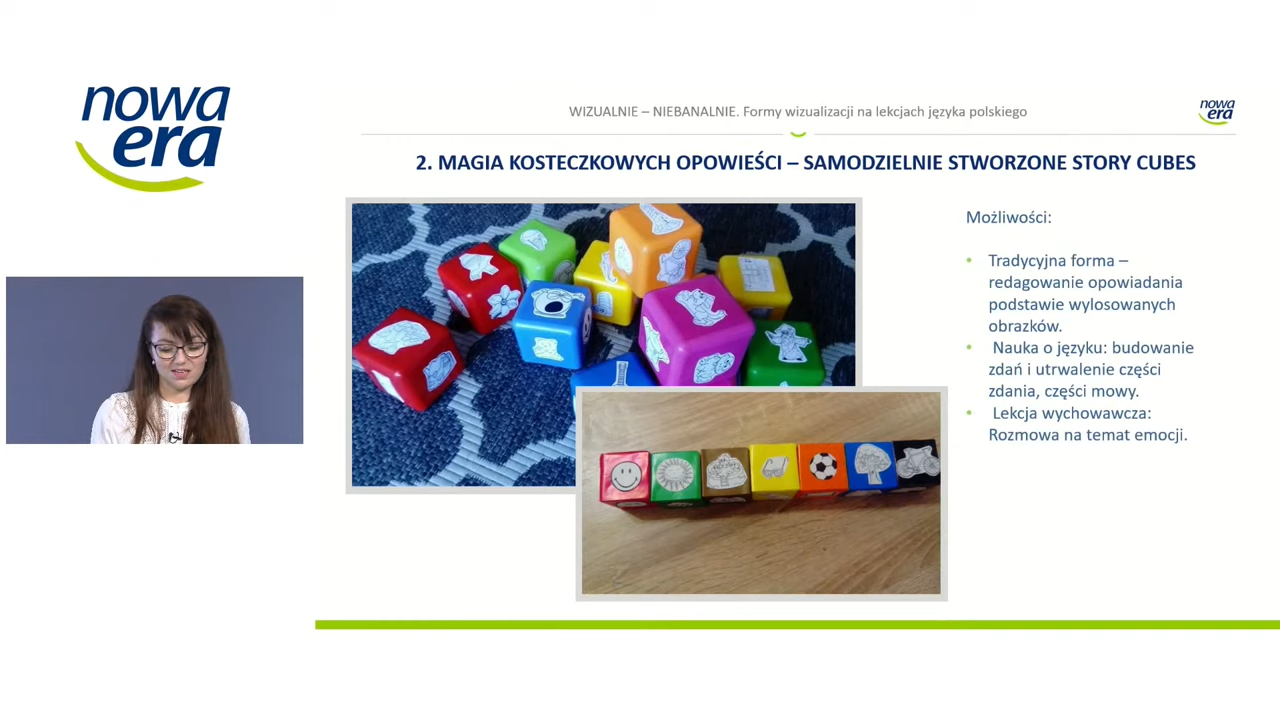 nowa
era
WIZUALNIE – NIEBANALNIE. Formy wizualizacji na lekcjach języka polskiego
nowa
era
2. MAGIA KOSTECZKOWYCH OPOWIEŚCI – SAMODZIELNIE STWORZONE STORY CUBES
Możliwości:
• Tradycyjna forma –
redagowanie opowiadania
podstawie wylosowanych
obrazków.
• Nauka o języku: budowanie
zdań i utrwalenie części
zdania, części mowy.
• Lekcja wychowawcza:
Rozmowa na temat emocji.